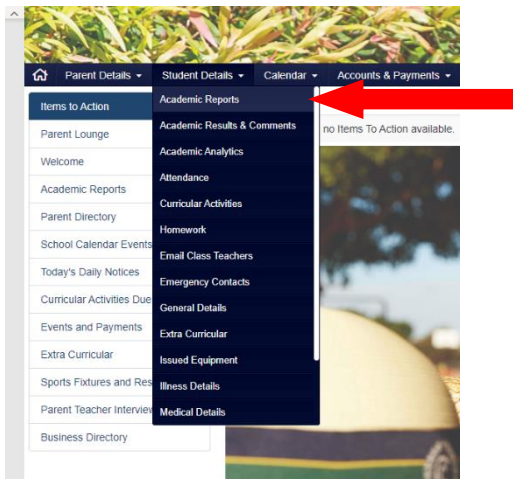 Parent Details Student Details Calendar Accounts & Payments
Items to Action
Parent Lounge
Welcome
Academic Reports
Parent Directory
School Calendar Events
Today's Daily Notices
Curricular Activities Due
Events and Payments
Extra Curricular
Sports Fixtures and Res
Parent Teacher Interview
Business Directory
Academic Reports
Academic Results & Comments
Academic Analytics
Attendance
Curricular Activities
Homework
Email Class Teachers
Emergency Contacts
General Details
Extra Curricular
Issued Equipment
Illness Details
Medical Details
no Items To Action available.